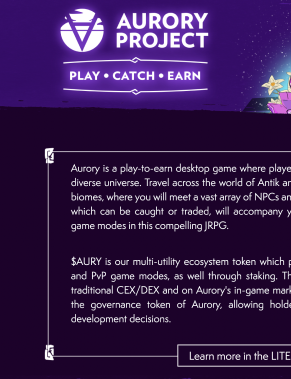 AURORY
PROJECT
PLAY • CATCH • EARN
Aurory is a play-to-earn desktop game where playe
diverse universe. Travel across the world of Antik an
biomes, where you will meet a vast array of NPCs an
which can be caught or traded, will accompany y
game modes in this compelling JRPG.
$AURY is our multi-utility ecosystem token which p
and PvP game modes, as well through staking. Th
traditional CEX/DEX and on Aurory's in-game mark
the governance token of Aurory, allowing holde
development decisions.
Learn more in the LITE